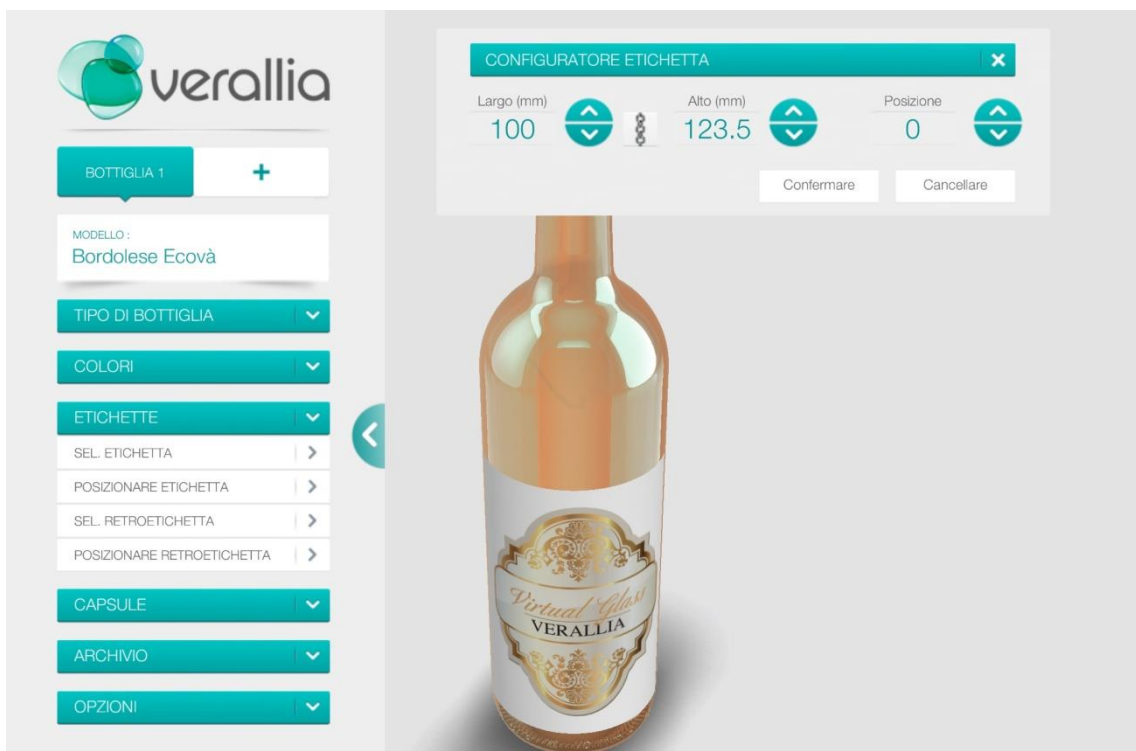 verallia
BOTTIGLIA 1
+
MODELLO :
Bordolese Ecovà
TIPO DI BOTTIGLIA
COLORI
ETICHETTE
SEL. ETICHETTA
POSIZIONARE ETICHETTA
SEL. RETROETICHETTA
POSIZIONARE RETROETICHETTA
CAPSULE
ARCHIVIO
OPZIONI
CONFIGURATORE ETICHETTA
Largo (mm) Alto (mm) Posizione
100 123.5 0
Confermare Cancellare
Virtual Glass
VERALLIA